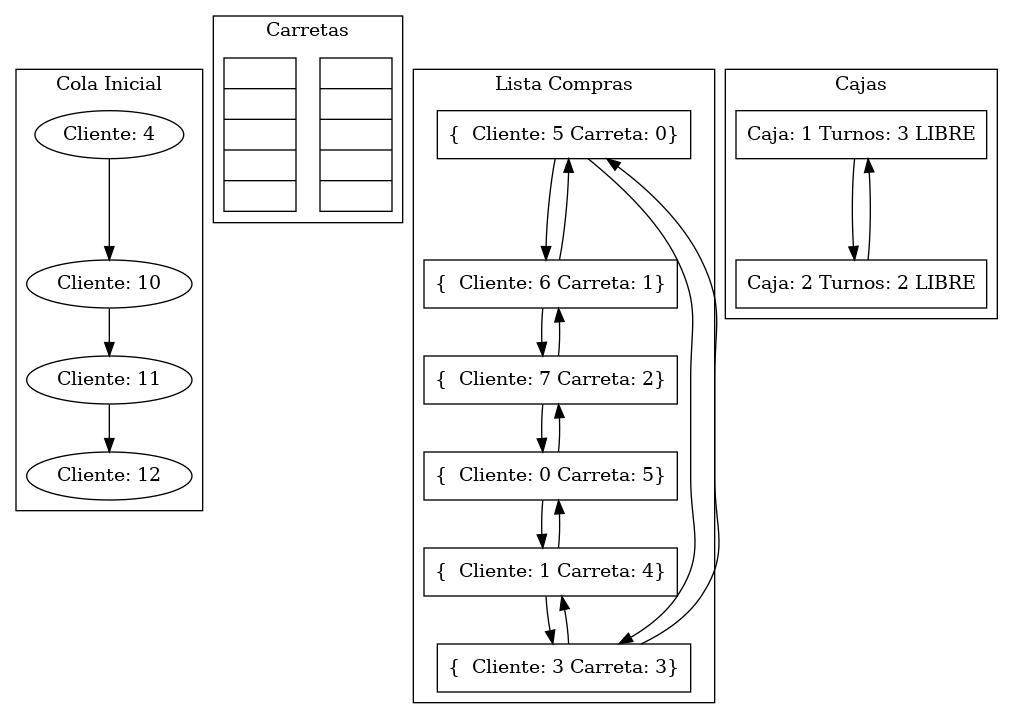 Cola Inicial
Cliente: 4
Cliente: 10
Cliente: 11
Cliente: 12
Carretas
Lista Compras
{  Cliente: 5 Carreta: 0}
{  Cliente: 6 Carreta: 1}
{  Cliente: 7 Carreta: 2}
{  Cliente: 0 Carreta: 5}
{  Cliente: 1 Carreta: 4}
{  Cliente: 3 Carreta: 3}
Cajas
Caja: 1 Turnos: 3 LIBRE
Caja: 2 Turnos: 2 LIBRE